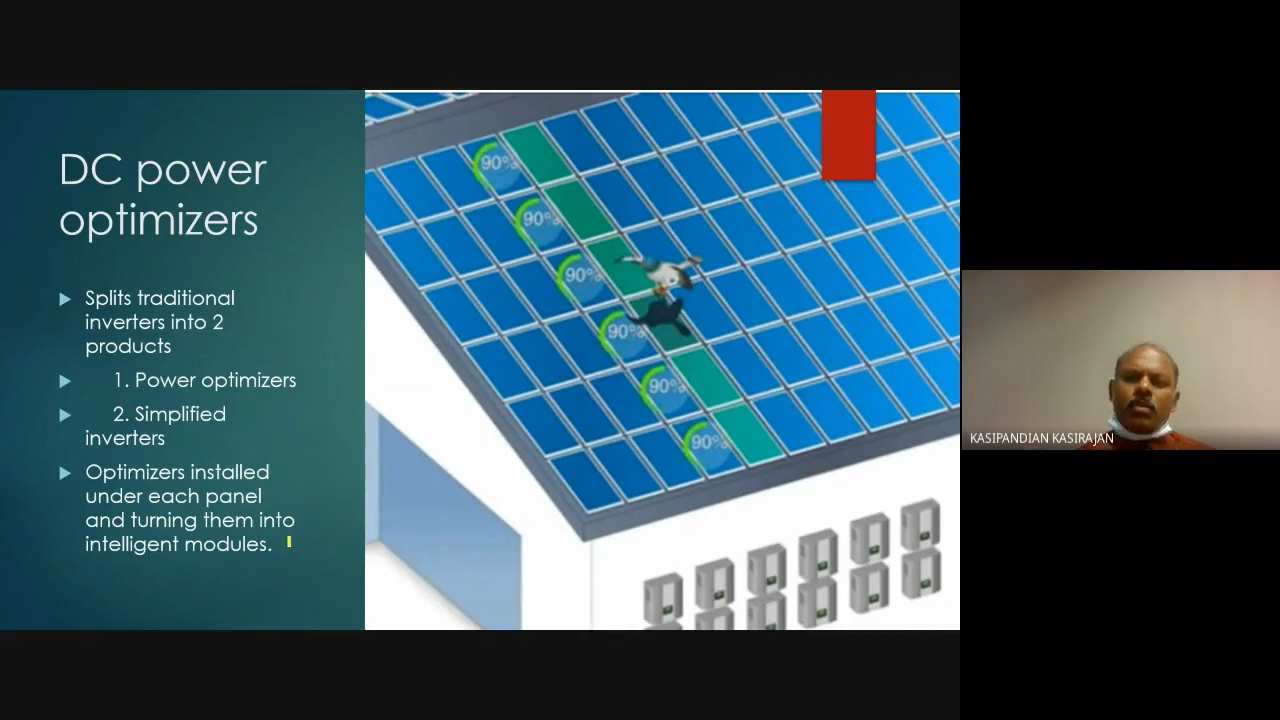 DC power
optimizers
Splits traditional
inverters into 2
products
1. Power optimizers
2. Simplified
inverters
Optimizers installed
under each panel
and turning them into
intelligent modules.
90%
90%
90%
90%
90%
90%
KASIPANDIAN KASIRAJAN